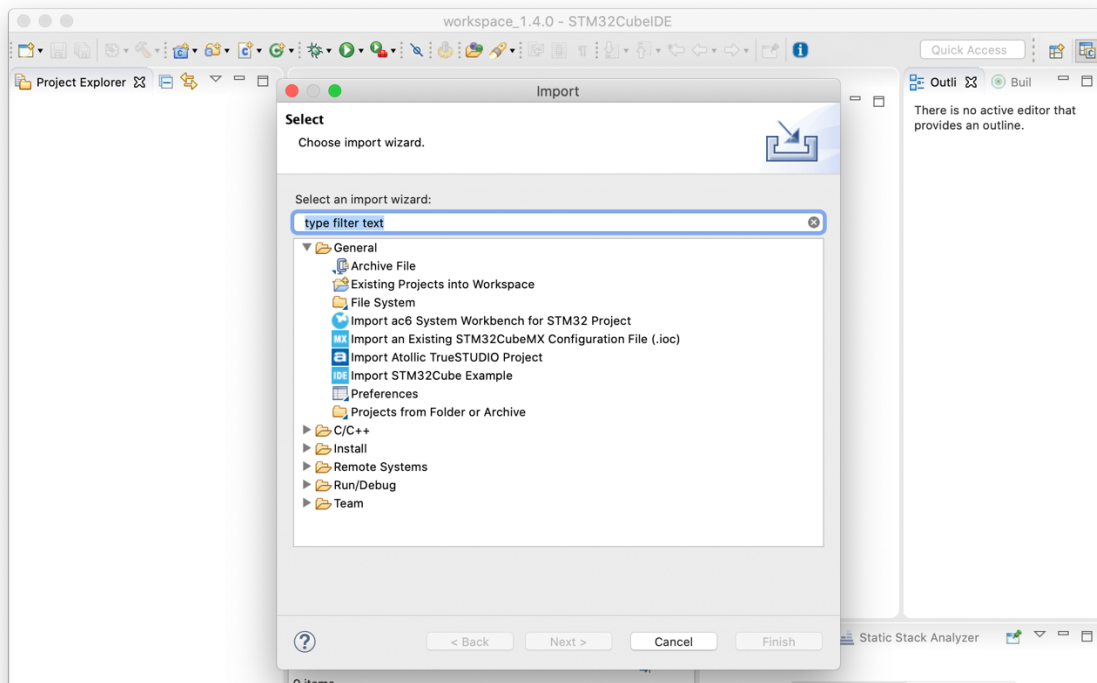 workspace_1.4.0 - STM32CubeIDE
Quick Access
Project Explorer
Outli
Buil
There is no active editor that
provides an outline.
Import
Select
Choose import wizard.
Select an import wizard:
type filter text
General
Archive File
Existing Projects into Workspace
File System
Import ac6 System Workbench for STM32 Project
MX Import an Existing STM32CubeMX Configuration File (.ioc)
a Import Atollic TrueSTUDIO Project
IDE Import STM32Cube Example
Preferences
Projects from Folder or Archive
C/C++
Install
Remote Systems
Run/Debug
Team
?
< Back
Next >
Cancel
Finish
Static Stack Analyzer
0 items